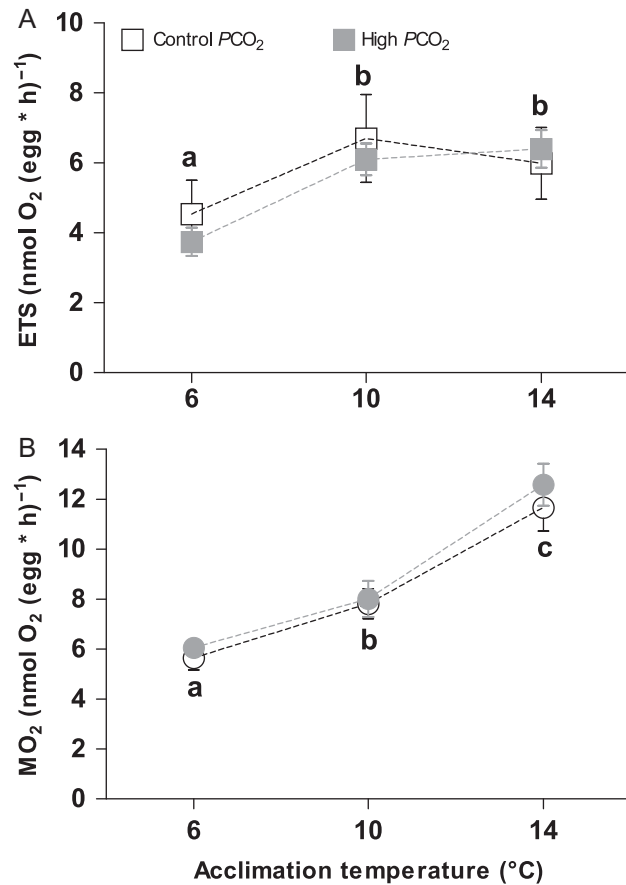 A
10
Control PCO₂ High PCO₂
b
8
b
a
6
4
2
0
6 10 14
ETS (nmol O₂ (egg * h)⁻¹)
B
14
12
10
c
8
b
6
a
4
2
0
6 10 14
MO₂ (nmol O₂ (egg * h)⁻¹)
Acclimation temperature (°C)